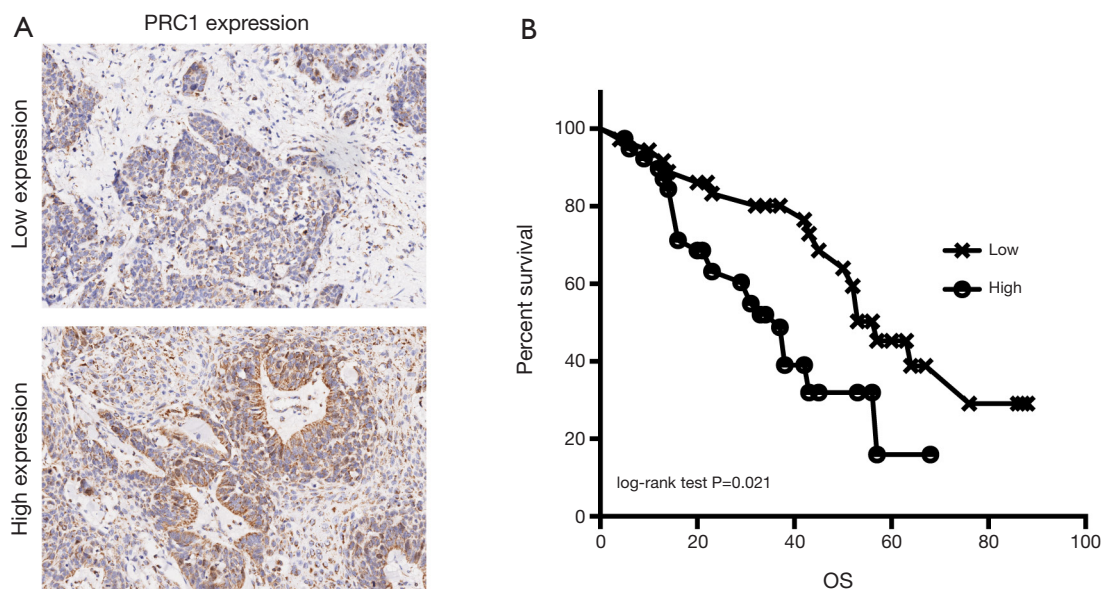 A
PRC1 expression
Low expression
High expression
B
Percent survival
100
80
60
40
20
0
Low
High
log-rank test P=0.021
0 20 40 60 80 100
OS